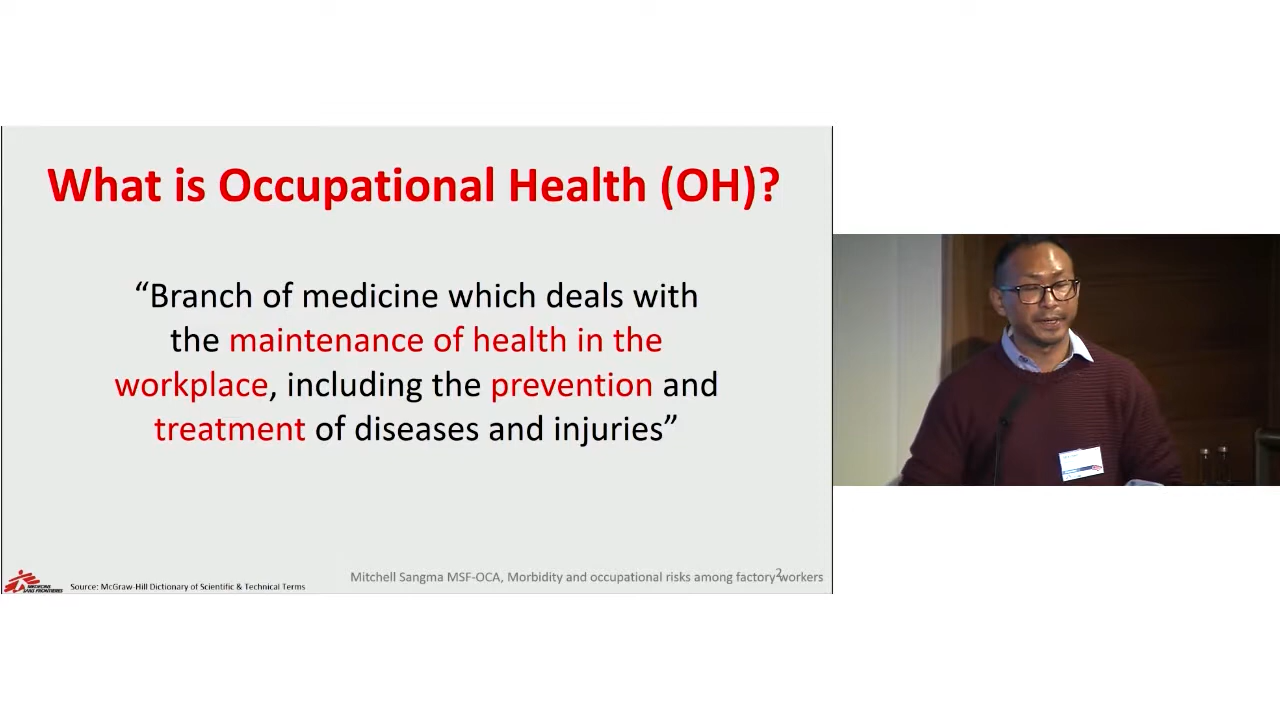 What is Occupational Health (OH)?
“Branch of medicine which deals with
the maintenance of health in the
workplace, including the prevention and
treatment of diseases and injuries”
Source: McGraw-Hill Dictionary of Scientific & Technical Terms
Mitchell Sangma MSF-OCA, Morbidity and occupational risks among factory workers
2